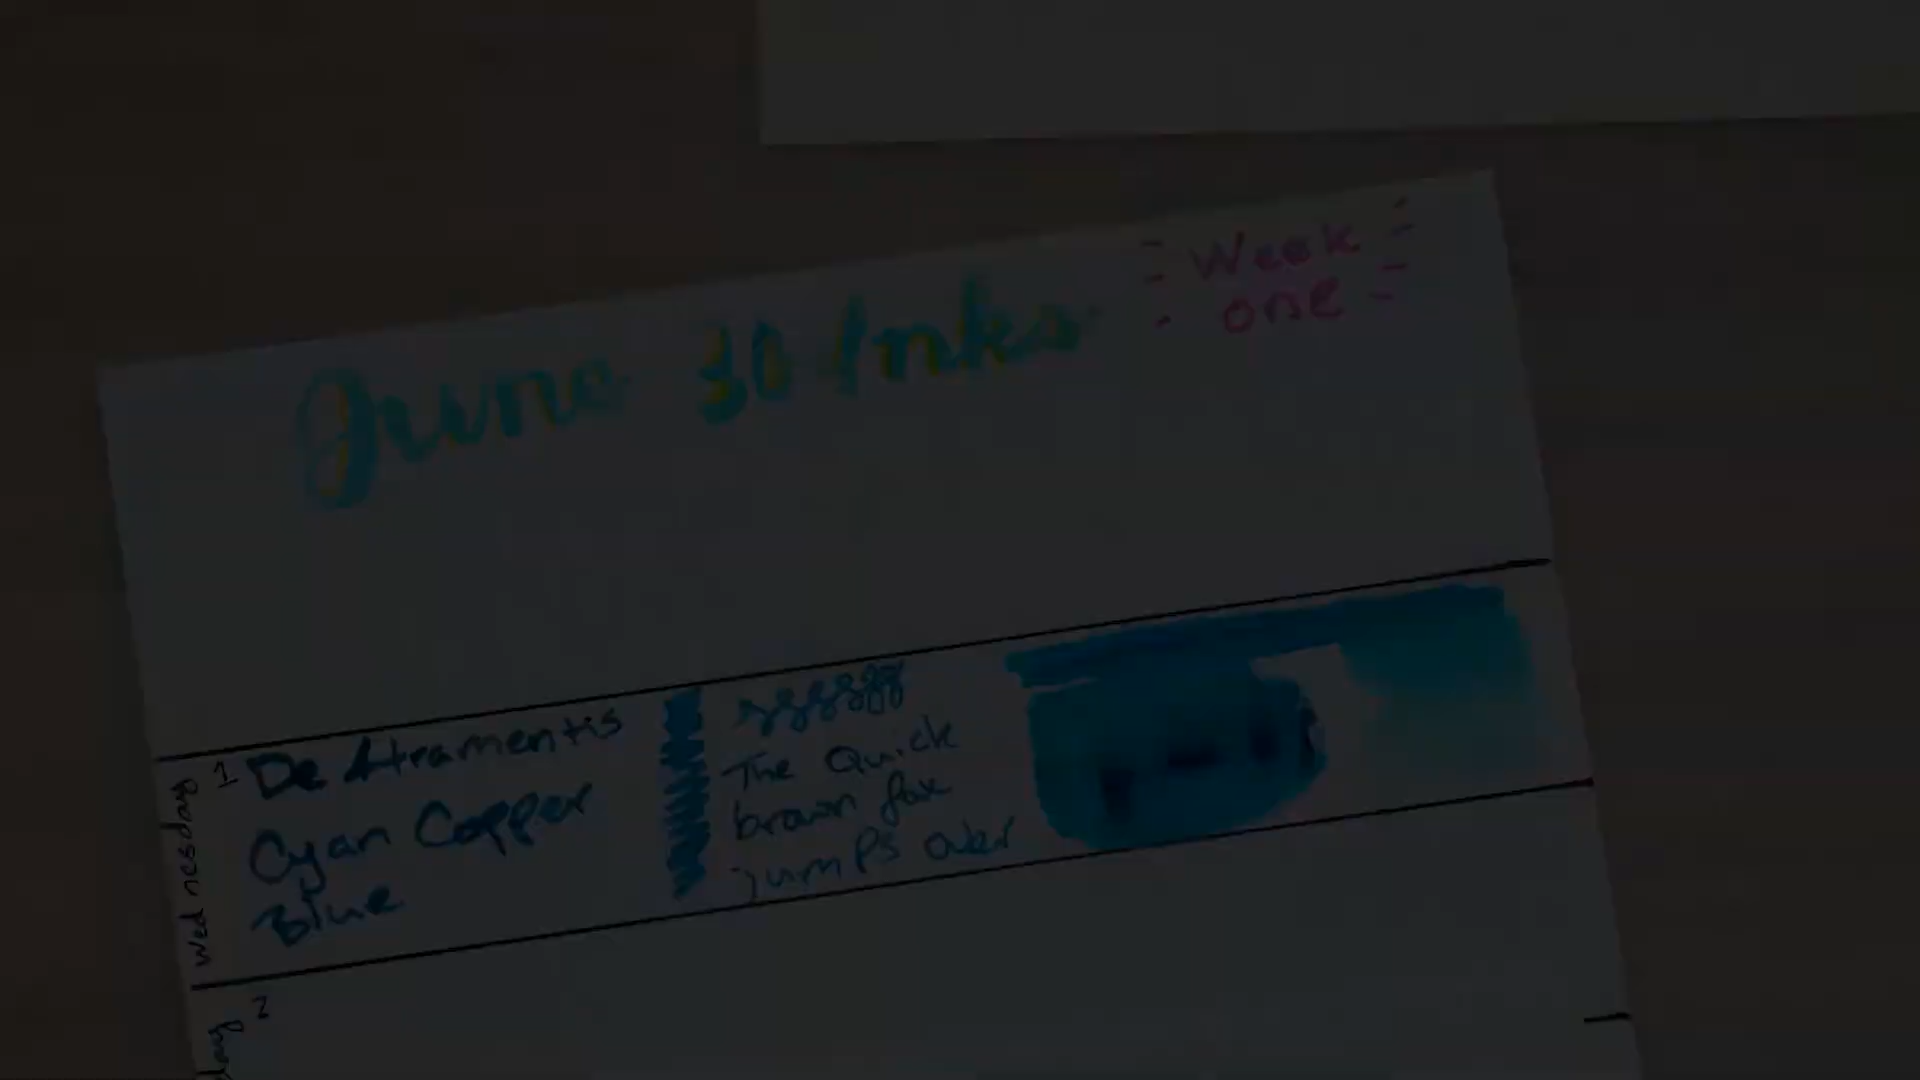 June 30 Inks
Week
one
Wednesday
1
De Atramentis
Cyan Copper
Blue
The Quick
brown fox
jumps over
2
day